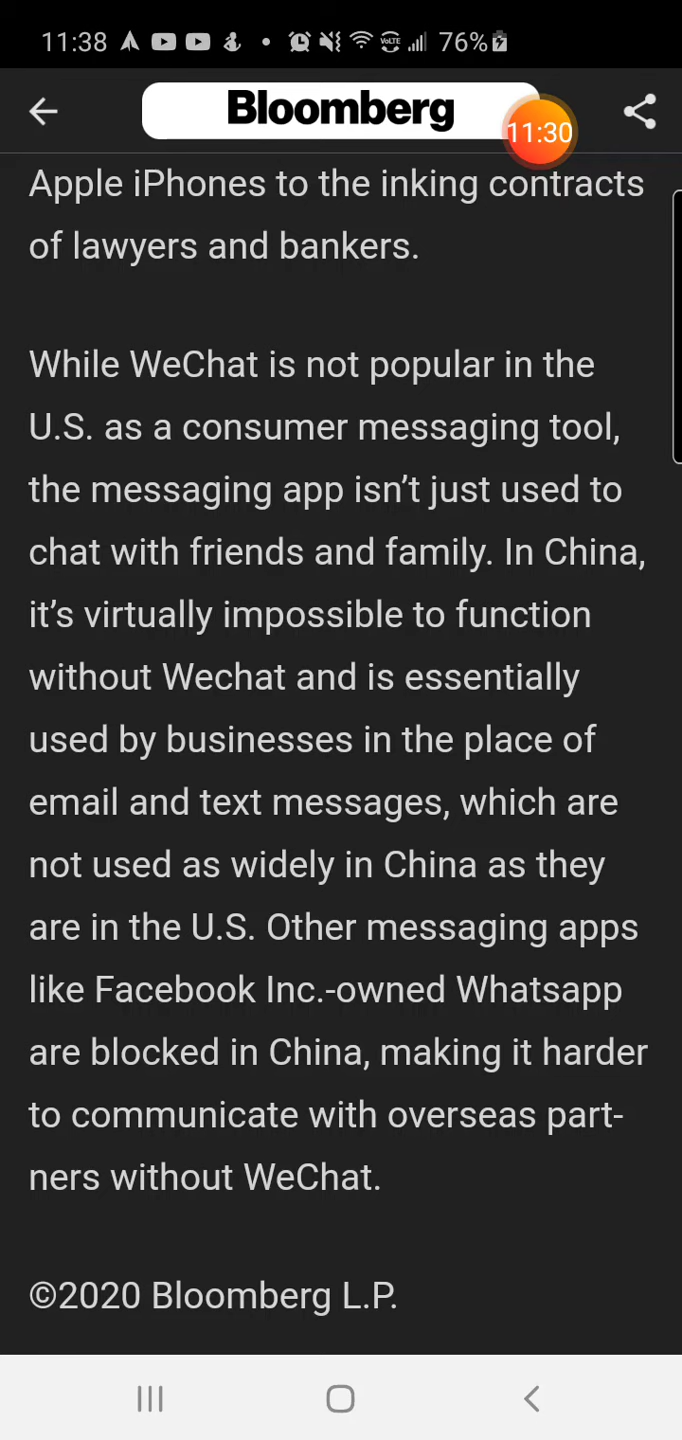 11:38
VoLTE
76%
Bloomberg
11:30
Apple iPhones to the inking contracts
of lawyers and bankers.
While WeChat is not popular in the
U.S. as a consumer messaging tool,
the messaging app isn’t just used to
chat with friends and family. In China,
it’s virtually impossible to function
without Wechat and is essentially
used by businesses in the place of
email and text messages, which are
not used as widely in China as they
are in the U.S. Other messaging apps
like Facebook Inc.-owned Whatsapp
are blocked in China, making it harder
to communicate with overseas part-
ners without WeChat.
©2020 Bloomberg L.P.